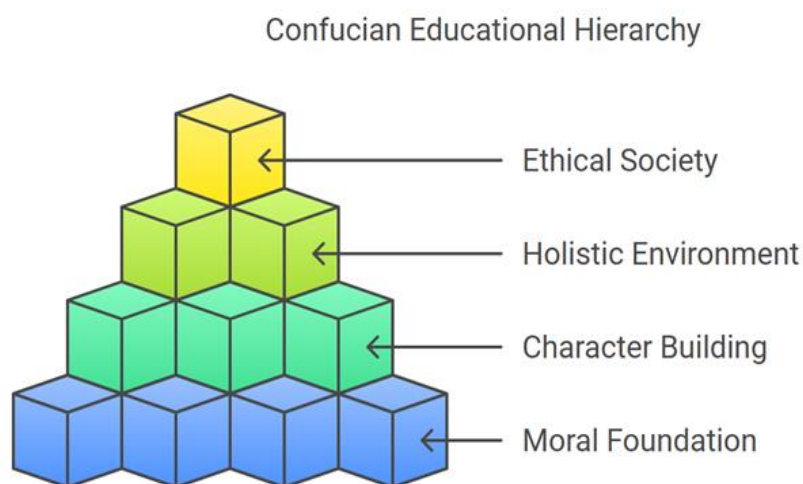 Confucian Educational Hierarchy
Ethical Society
Holistic Environment
Character Building
Moral Foundation